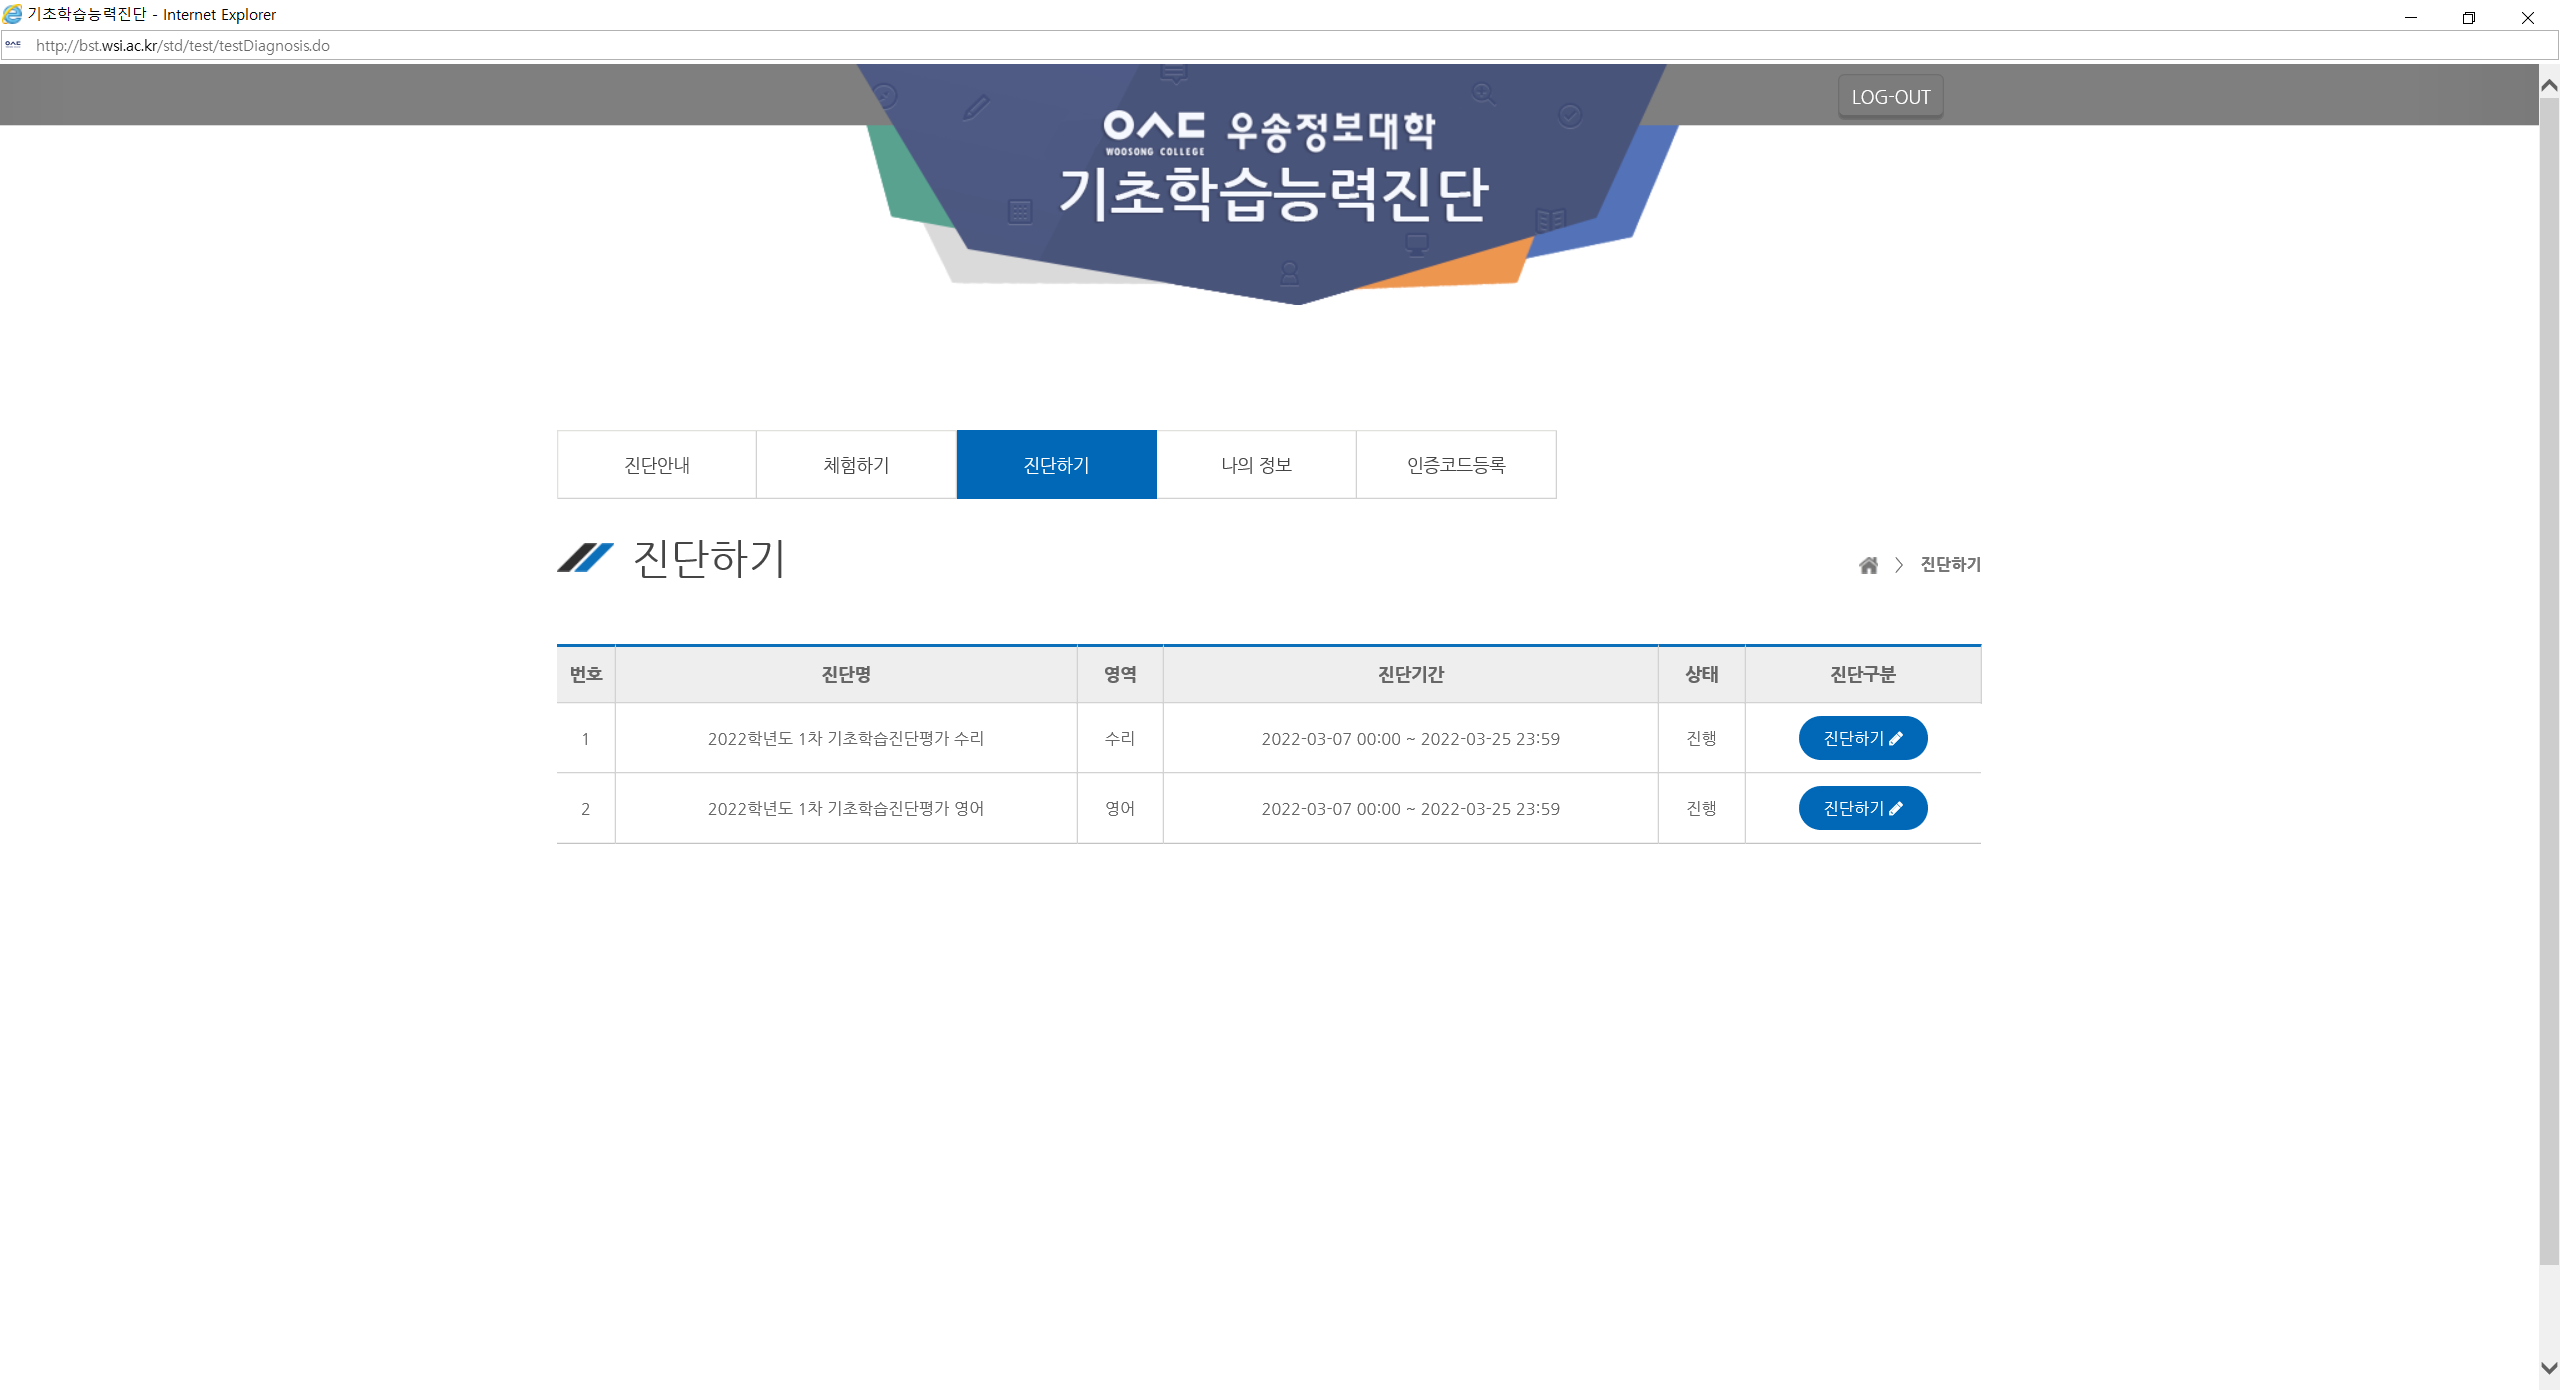 기초학습능력진단 - Internet Explorer
http://bst.wsi.ac.kr/std/test/testDiagnosis.do
LOG-OUT
WOOSONG COLLEGE 우송정보대학
기초학습능력진단
진단안내 체험하기 진단하기 나의 정보 인증코드등록
진단하기
> 진단하기
번호 진단명 영역 진단기간 상태 진단구분
1 2022학년도 1차 기초학습진단평가 수리 수리 2022-03-07 00:00 ~ 2022-03-25 23:59 진행 진단하기
2 2022학년도 1차 기초학습진단평가 영어 영어 2022-03-07 00:00 ~ 2022-03-25 23:59 진행 진단하기